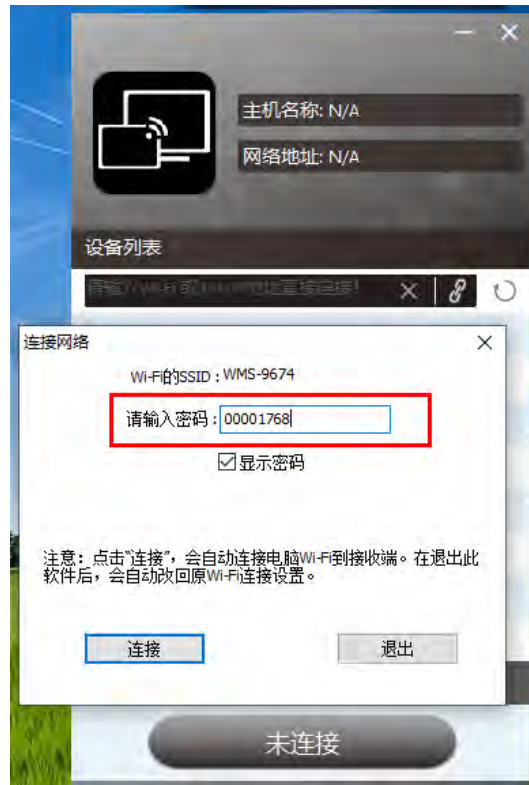 主机名称: N/A
网络地址: N/A
设备列表
连接网络
Wi-Fi的SSID : WMS-9674
请输入密码 : 00001768
显示密码
注意：点击"连接"，会自动连接电脑Wi-Fi到接收端。在退出此
软件后，会自动改回原Wi-Fi连接设置。
连接
退出
未连接